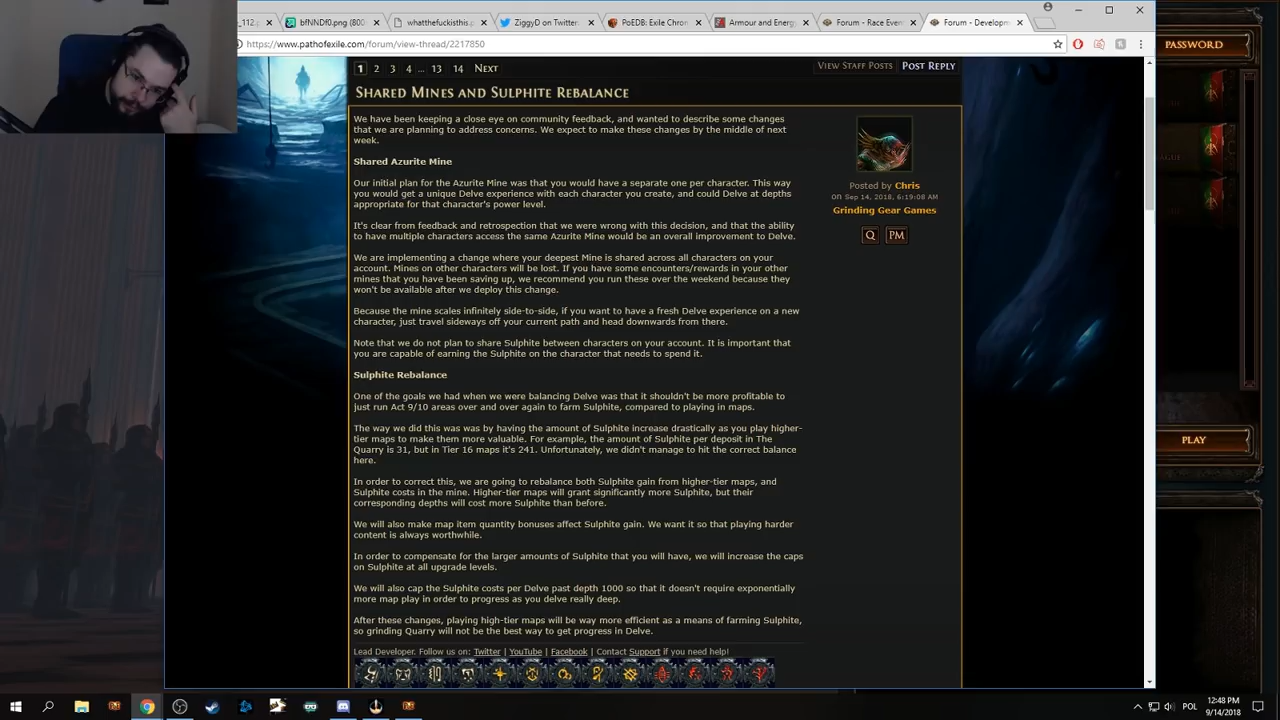 _112.p
bfNNDf0.png (800
whatthefuckisthis.p
ZiggyD on Twitter:
PoEDB: Exile Chron
Armour and Energy
Forum - Race Even
Forum - Developm
https://www.pathofexile.com/forum/view-thread/2217850
PASSWORD
1 2 3 4 ... 13 14 NEXT
VIEW STAFF POSTS POST REPLY
SHARED MINES AND SULPHITE REBALANCE
We have been keeping a close eye on community feedback, and wanted to describe some changes
that we are planning to address concerns. We expect to make these changes by the middle of next
week.
Shared Azurite Mine
Our initial plan for the Azurite Mine was that you would have a separate one per character. This way
you would get a unique Delve experience with each character you create, and could Delve at depths
appropriate for that character's power level.
It's clear from feedback and retrospection that we were wrong with this decision, and that the ability
to have multiple characters access the same Azurite Mine would be an overall improvement to Delve.
We are implementing a change where your deepest Mine is shared across all characters on your
account. Mines on other characters will be lost. If you have some encounters/rewards in your other
mines that you have been saving up, we recommend you run these over the weekend because they
won't be available after we deploy this change.
Because the mine scales infinitely side-to-side, if you want to have a fresh Delve experience on a new
character, just travel sideways off your current path and head downwards from there.
Note that we do not plan to share Sulphite between characters on your account. It is important that
you are capable of earning the Sulphite on the character that needs to spend it.
Sulphite Rebalance
One of the goals we had when we were balancing Delve was that it shouldn't be more profitable to
just run Act 9/10 areas over and over again to farm Sulphite, compared to playing in maps.
The way we did this was was by having the amount of Sulphite increase drastically as you play higher-
tier maps to make them more valuable. For example, the amount of Sulphite per deposit in The
Quarry is 31, but in Tier 16 maps it's 241. Unfortunately, we didn't manage to hit the correct balance
here.
In order to correct this, we are going to rebalance both Sulphite gain from higher-tier maps, and
Sulphite costs in the mine. Higher-tier maps will grant significantly more Sulphite, but their
corresponding depths will cost more Sulphite than before.
We will also make map item quantity bonuses affect Sulphite gain. We want it so that playing harder
content is always worthwhile.
In order to compensate for the larger amounts of Sulphite that you will have, we will increase the caps
on Sulphite at all upgrade levels.
We will also cap the Sulphite costs per Delve past depth 1000 so that it doesn't require exponentially
more map play in order to progress as you delve really deep.
After these changes, playing high-tier maps will be way more efficient as a means of farming Sulphite,
so grinding Quarry will not be the best way to get progress in Delve.
Lead Developer. Follow us on: Twitter | YouTube | Facebook | Contact Support if you need help!
Posted by Chris
on Sep 14, 2018, 6:19:08 AM
Grinding Gear Games
Q PM
PLAY
POL
12:48 PM
9/14/2018